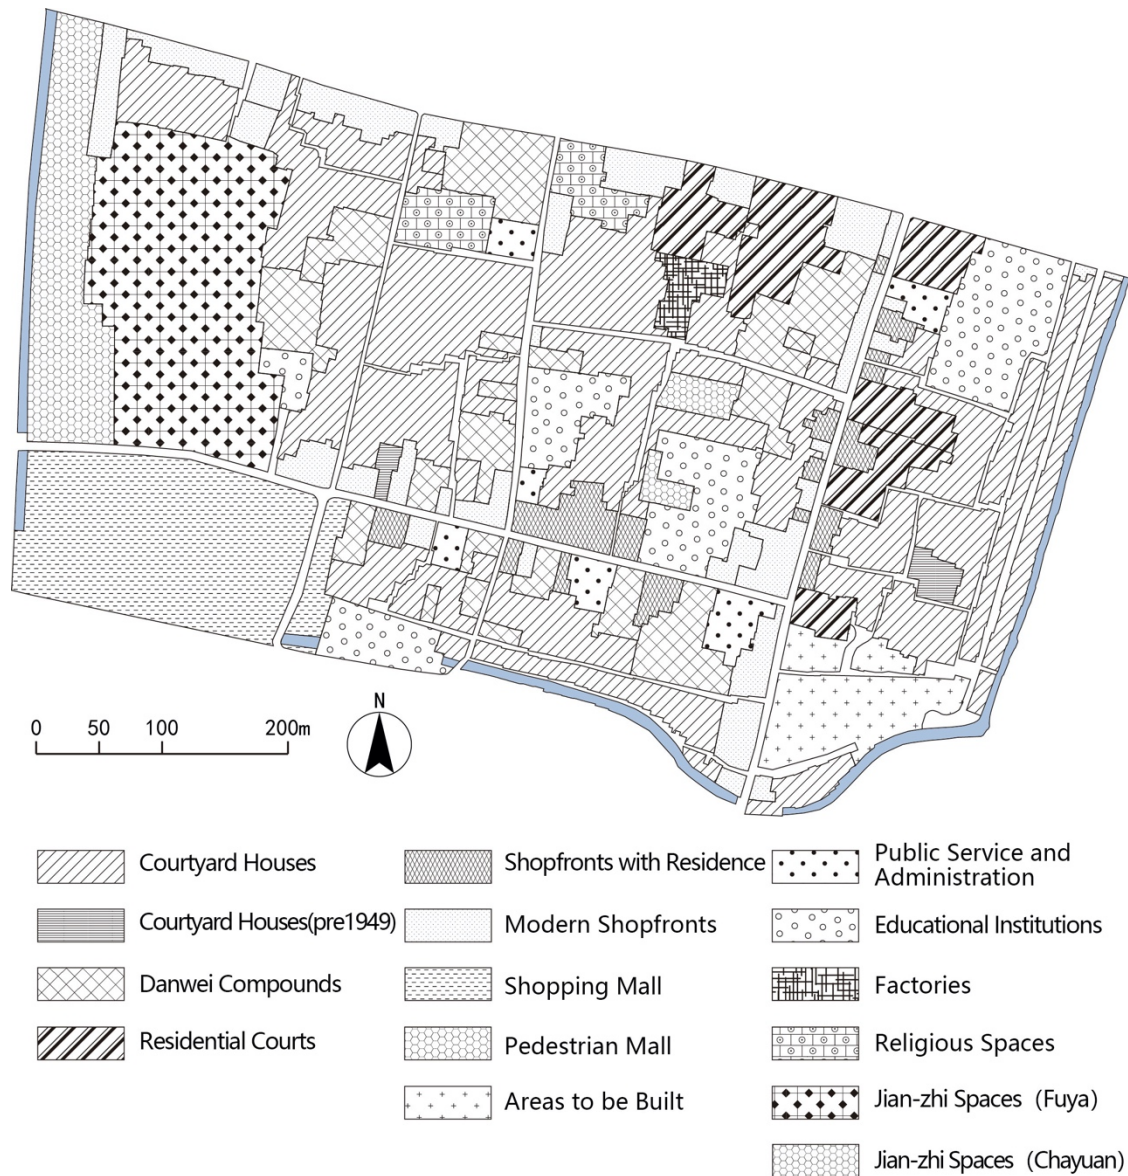 N
0 50 100 200m
Courtyard Houses
Courtyard Houses(pre1949)
Danwei Compounds
Residential Courts
Shopfronts with Residence
Modern Shopfronts
Shopping Mall
Pedestrian Mall
Areas to be Built
Public Service and
Administration
Educational Institutions
Factories
Religious Spaces
Jian-zhi Spaces（Fuya）
Jian-zhi Spaces（Chayuan）